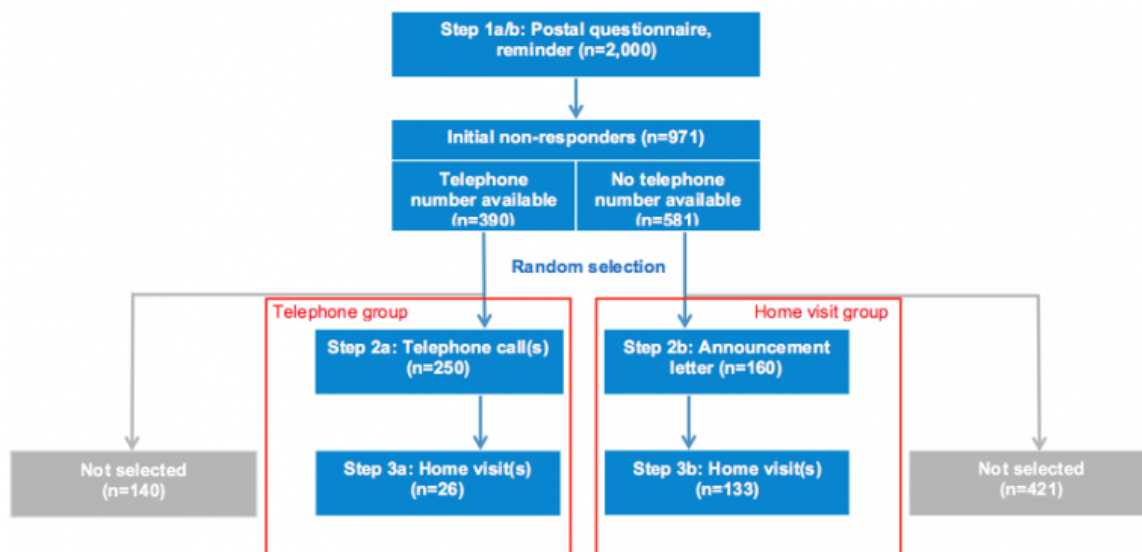 Step 1a/b: Postal questionnaire,
reminder (n=2,000)
Initial non-responders (n=971)
Telephone
number available
(n=390)
No telephone
number available
(n=581)
Random selection
Telephone group
Home visit group
Step 2a: Telephone call(s)
(n=250)
Step 2b: Announcement
letter (n=160)
Not selected
(n=140)
Step 3a: Home visit(s)
(n=26)
Step 3b: Home visit(s)
(n=133)
Not selected
(n=421)